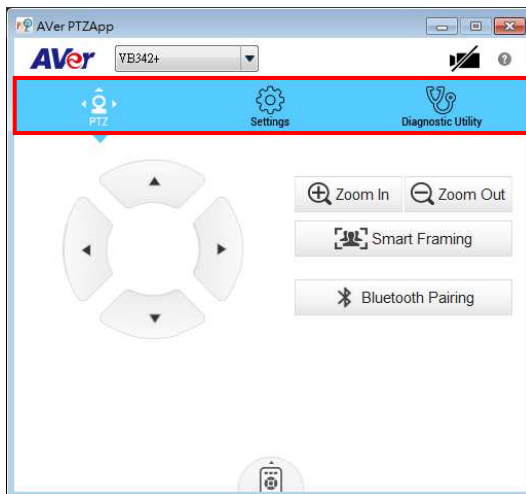 AVer PTZApp
AVer VB342+
PTZ Settings Diagnostic Utility
Zoom In Zoom Out
Smart Framing
Bluetooth Pairing